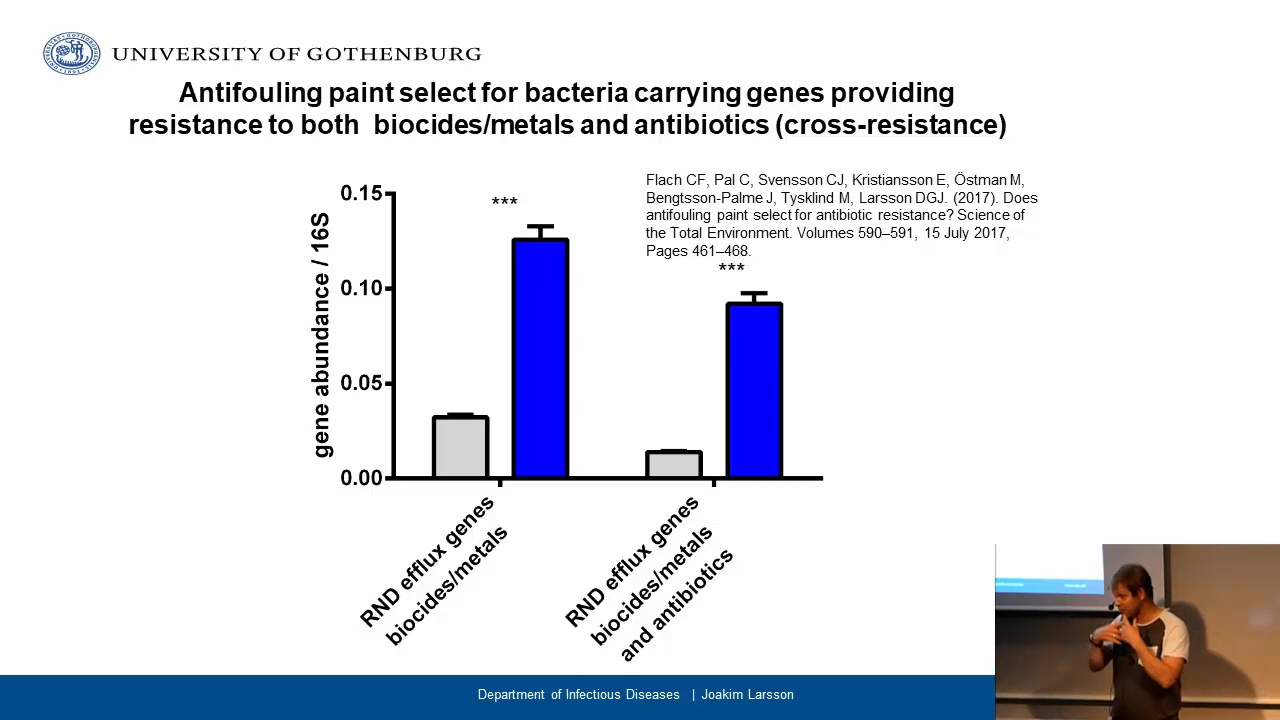 UNIVERSITY OF GOTHENBURG
Antifouling paint select for bacteria carrying genes providing
resistance to both biocides/metals and antibiotics (cross-resistance)
Flach CF, Pal C, Svensson CJ, Kristiansson E, Östman M,
Bengtsson-Palme J, Tysklind M, Larsson DGJ. (2017). Does
antifouling paint select for antibiotic resistance? Science of
the Total Environment. Volumes 590–591, 15 July 2017,
Pages 461–468.
gene abundance / 16S
0.15
0.10
0.05
0.00
***
***
RND efflux genes
biocides/metals
RND efflux genes
biocides/metals
and antibiotics
Department of Infectious Diseases | Joakim Larsson